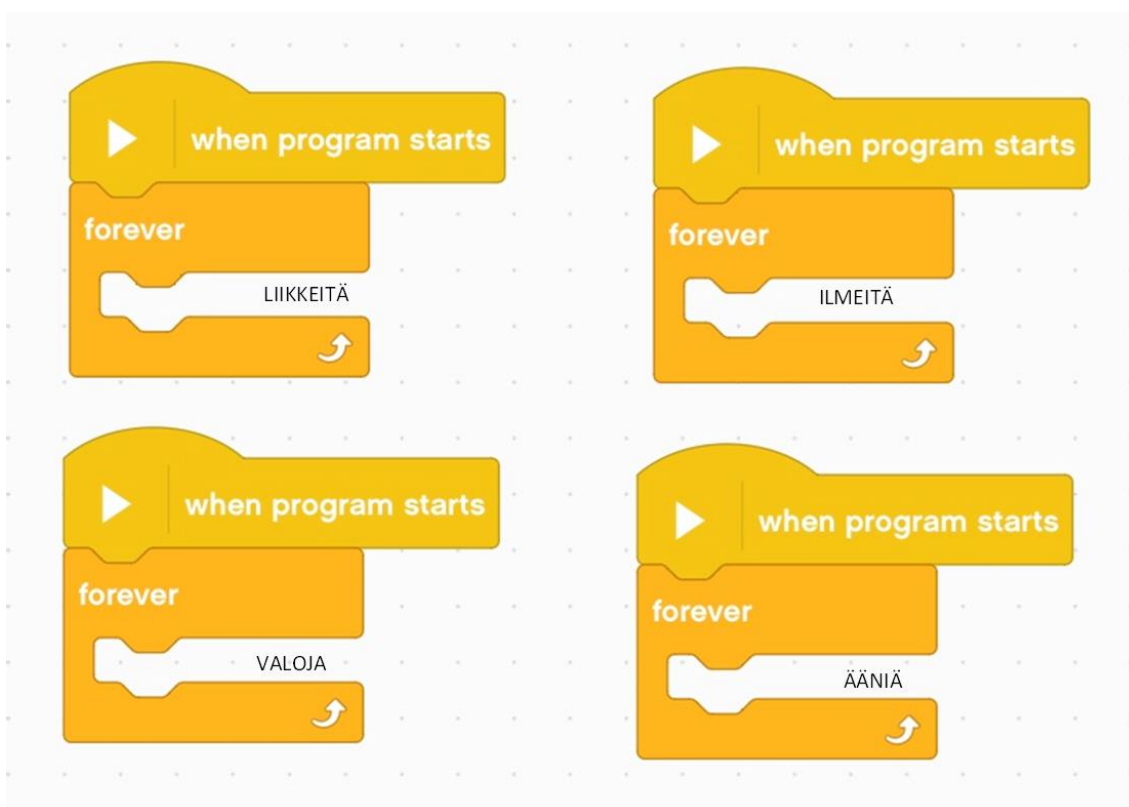 when program starts
forever
LIIKKEITÄ
when program starts
forever
ILMEITÄ
when program starts
forever
VALOJA
when program starts
forever
ÄÄNIÄ